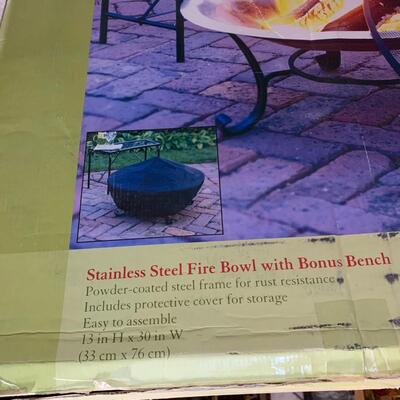 Stainless Steel Fire Bowl with Bonus Bench
Powder-coated steel frame for rust resistance
Includes protective cover for storage
Easy to assemble
13 in H x 30 in W
(33 cm x 76 cm)